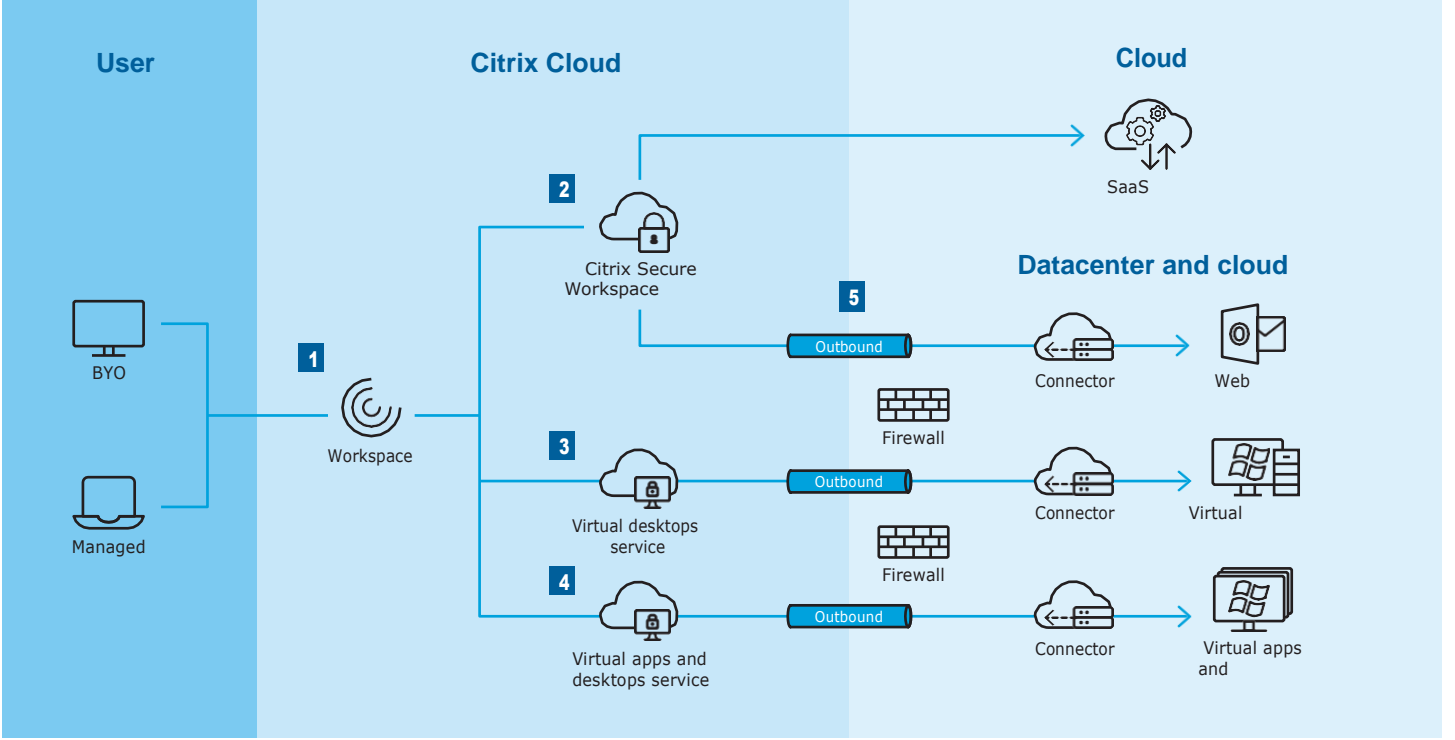 User
Citrix Cloud
Cloud
SaaS
2
Citrix Secure
Workspace
Datacenter and cloud
BYO
1
Workspace
Managed
5
Outbound
Connector
Web
Firewall
3
Virtual desktops
service
Outbound
Connector
Virtual
Firewall
4
Virtual apps and
desktops service
Outbound
Connector
Virtual apps
and